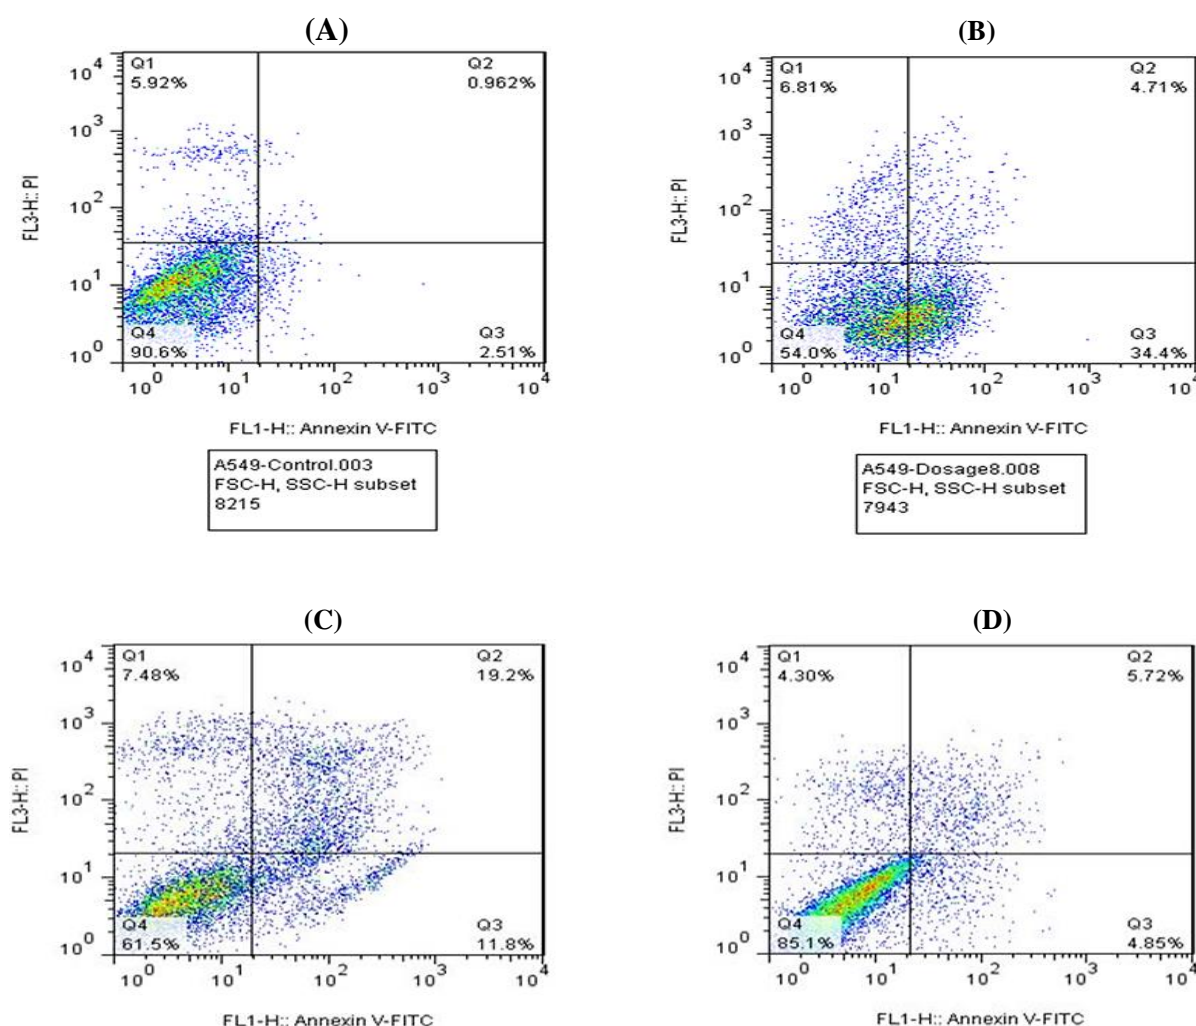 (A)
Q1
5.92%
Q2
0.962%
10^4
10^3
10^2
10^1
10^0
FL3-H:: PI
Q4
90.6%
Q3
2.51%
10^0 10^1 10^2 10^3 10^4
FL1-H:: Annexin V-FITC
A549-Control.003
FSC-H, SSC-H subset
8215
(B)
Q1
6.81%
Q2
4.71%
10^4
10^3
10^2
10^1
10^0
FL3-H:: PI
Q4
54.0%
Q3
34.4%
10^0 10^1 10^2 10^3 10^4
FL1-H:: Annexin V-FITC
A549-Dosage8.008
FSC-H, SSC-H subset
7943
(C)
Q1
7.48%
Q2
19.2%
10^4
10^3
10^2
10^1
10^0
FL3-H:: PI
Q4
61.5%
Q3
11.8%
10^0 10^1 10^2 10^3 10^4
FL1-H:: Annexin V-FITC
(D)
Q1
4.30%
Q2
5.72%
10^4
10^3
10^2
10^1
10^0
FL3-H:: PI
Q4
85.1%
Q3
4.85%
10^0 10^1 10^2 10^3 10^4
FL1-H:: Annexin V-FITC